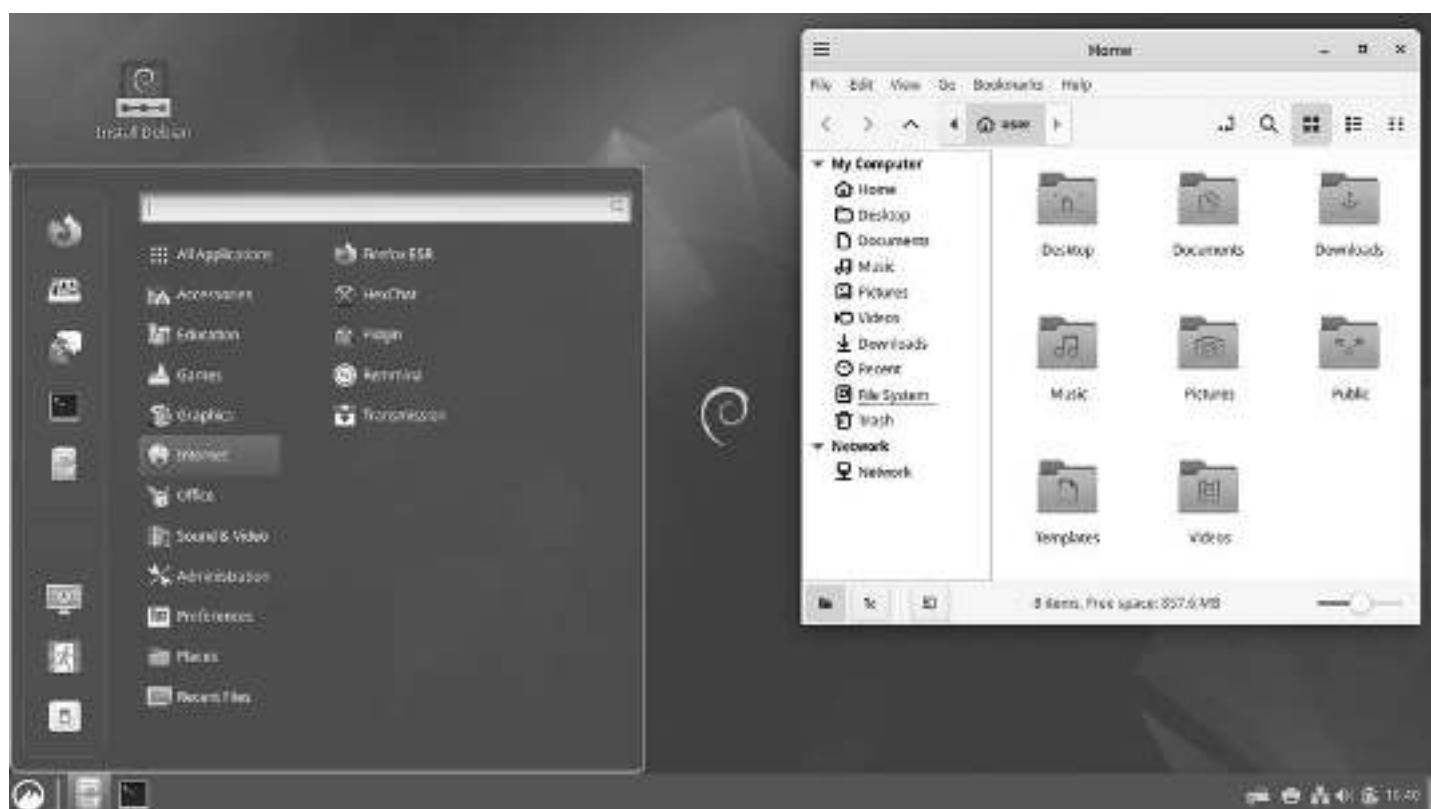 Install Debian
All Applications
Accessories
Education
Games
Graphics
Internet
Office
Sound & Video
Administration
Preferences
Places
Recent Files
Firefox ESR
HexChat
Pidgin
Remmina
Transmission
Home
File Edit View Go Bookmarks Help
user
My Computer
Home
Desktop
Documents
Music
Pictures
Videos
Downloads
Recent
File System
Trash
Network
Network
Desktop Documents Downloads
Music Pictures Public
Templates Videos
8 items, Free space: 857.6 MB